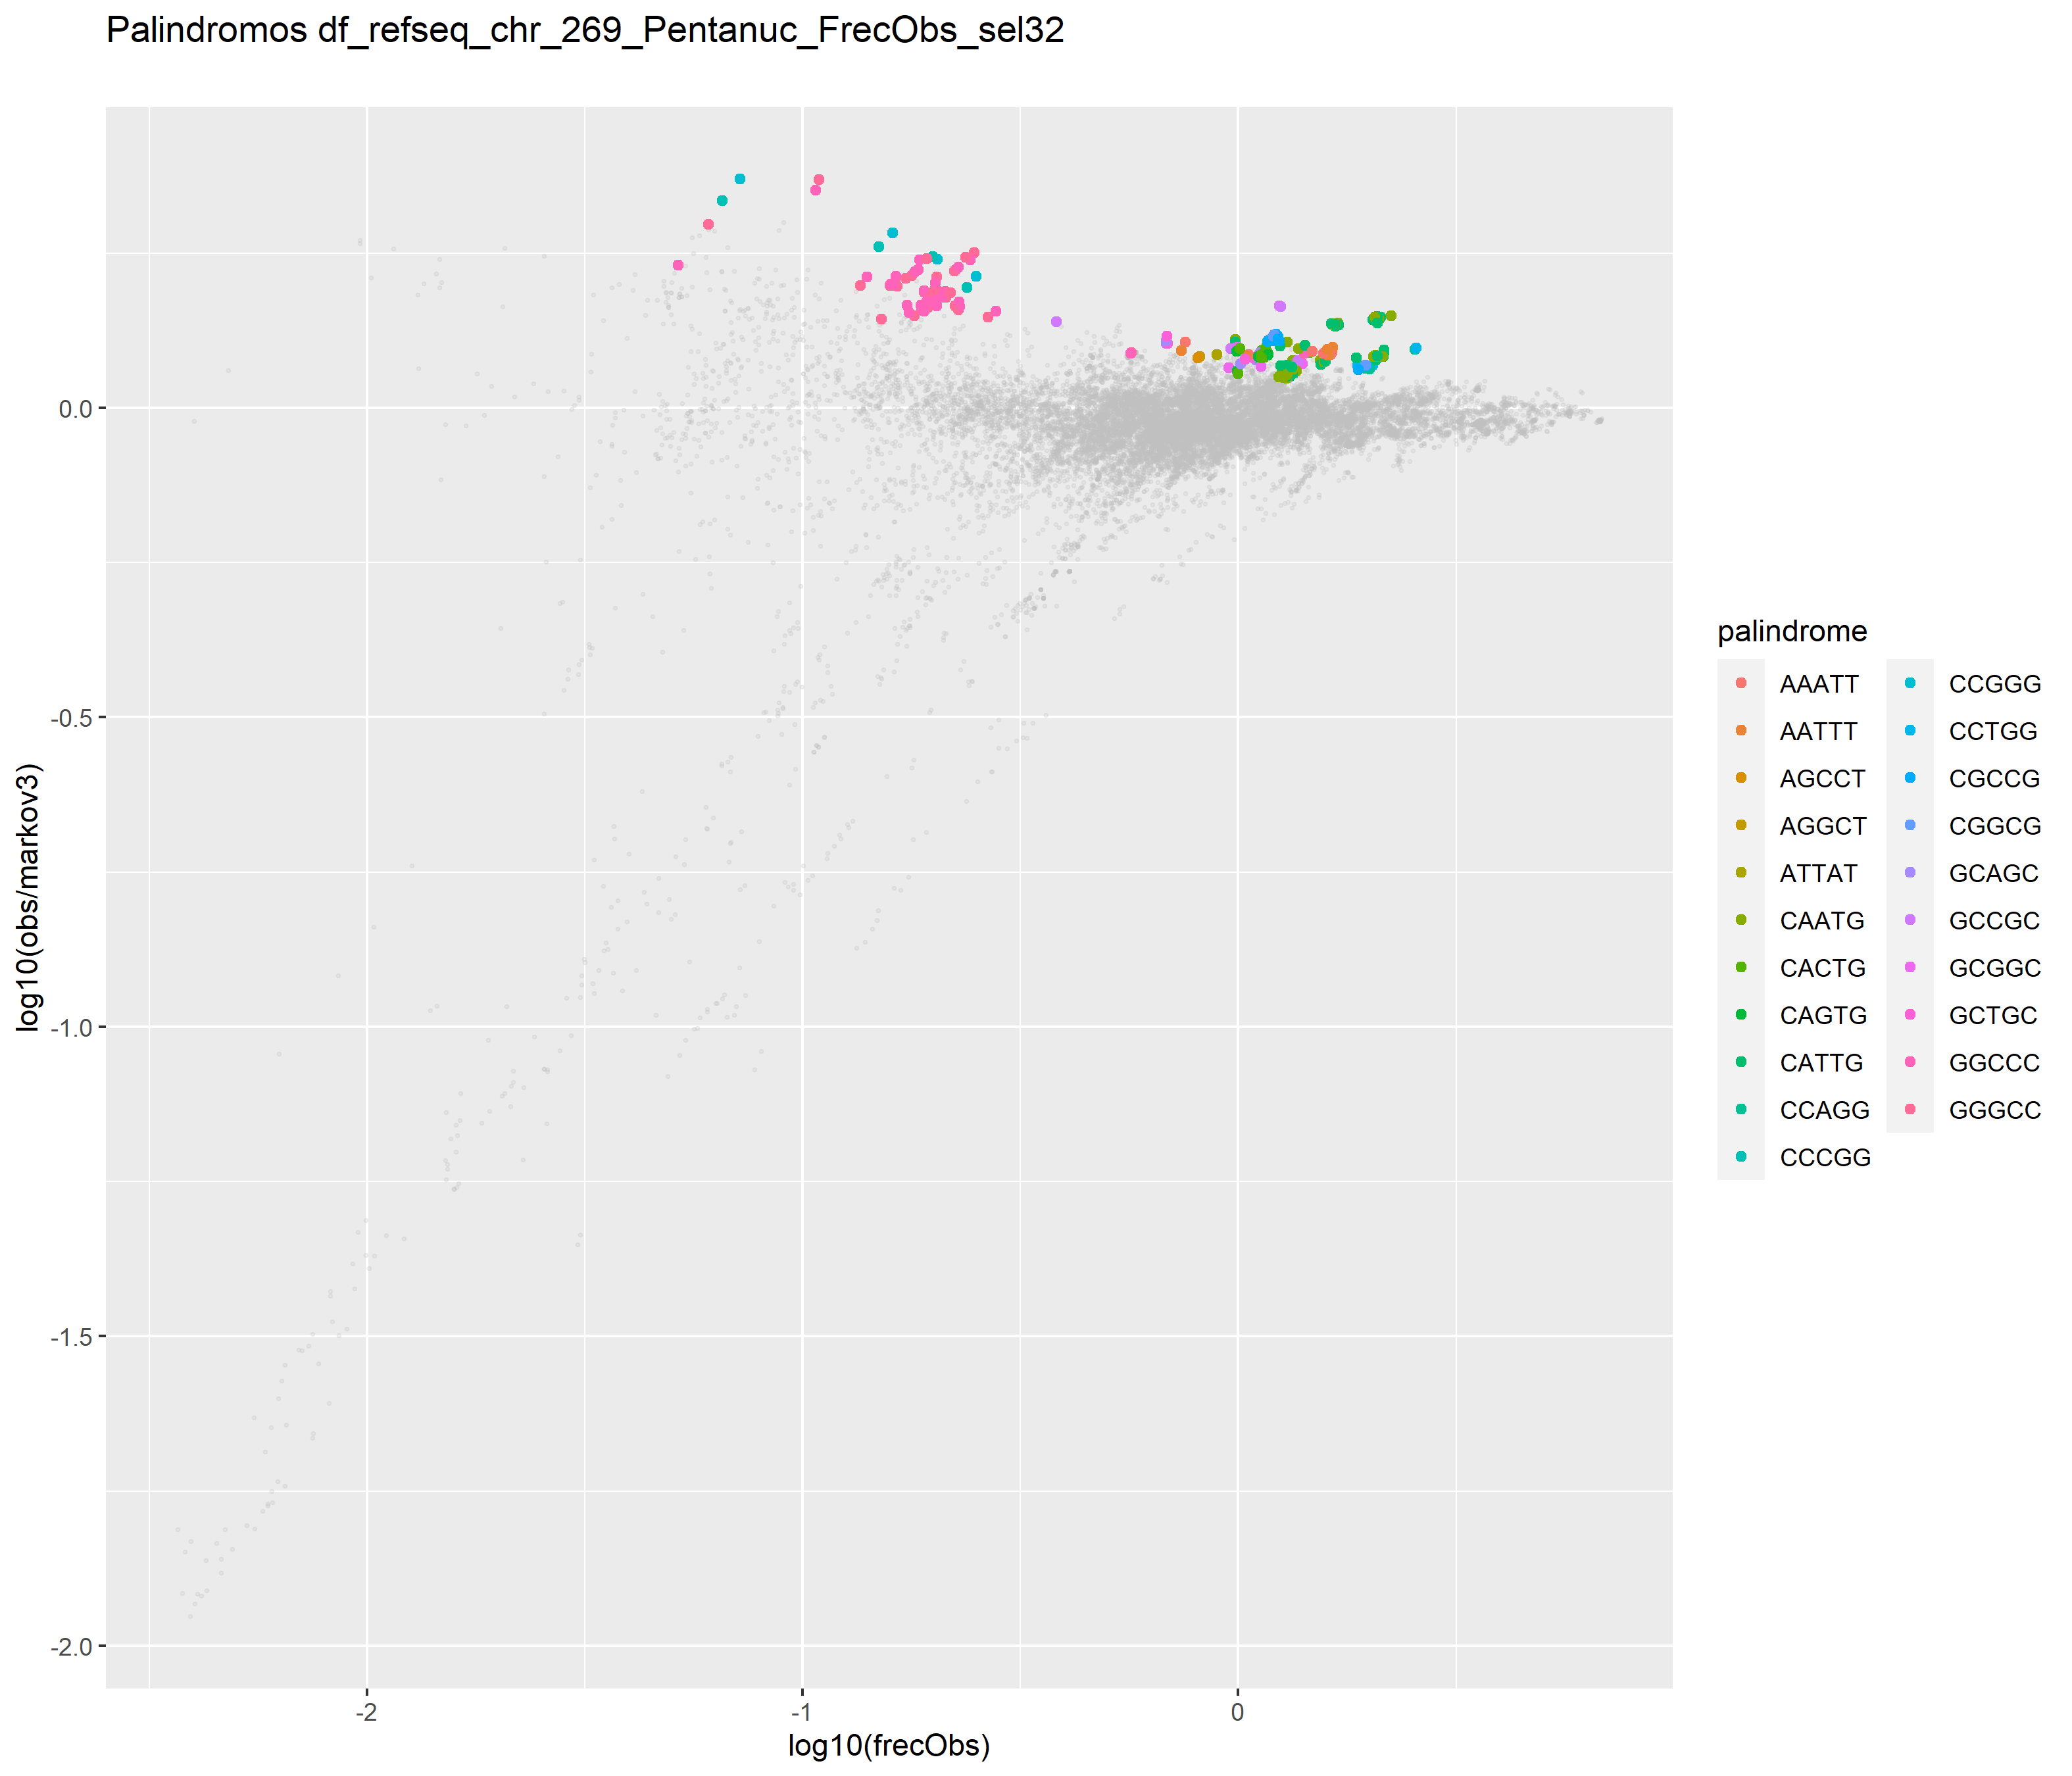 Palindromos df_refseq_chr_269_Pentanuc_FrecObs_sel32
log10(obs/markov3)
0.0
-0.5
-1.0
-1.5
-2.0
-2
-1
0
log10(frecObs)
palindrome
AAATT
AATTT
AGCCT
AGGCT
ATTAT
CAATG
CACTG
CAGTG
CATTG
CCAGG
CCCGG
CCGGG
CCTGG
CGCCG
CGGCG
GCAGC
GCCGC
GCGGC
GCTGC
GGCCC
GGGCC